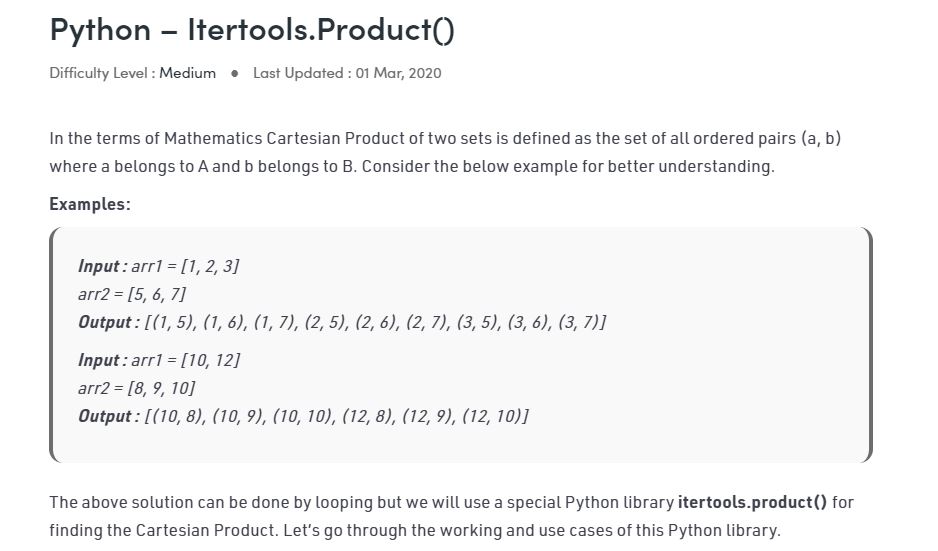 Python – Itertools.Product()
Difficulty Level : Medium ● Last Updated : 01 Mar, 2020
In the terms of Mathematics Cartesian Product of two sets is defined as the set of all ordered pairs (a, b)
where a belongs to A and b belongs to B. Consider the below example for better understanding.
Examples:
Input : arr1 = [1, 2, 3]
arr2 = [5, 6, 7]
Output : [(1, 5), (1, 6), (1, 7), (2, 5), (2, 6), (2, 7), (3, 5), (3, 6), (3, 7)]
Input : arr1 = [10, 12]
arr2 = [8, 9, 10]
Output : [(10, 8), (10, 9), (10, 10), (12, 8), (12, 9), (12, 10)]
The above solution can be done by looping but we will use a special Python library itertools.product() for
finding the Cartesian Product. Let’s go through the working and use cases of this Python library.